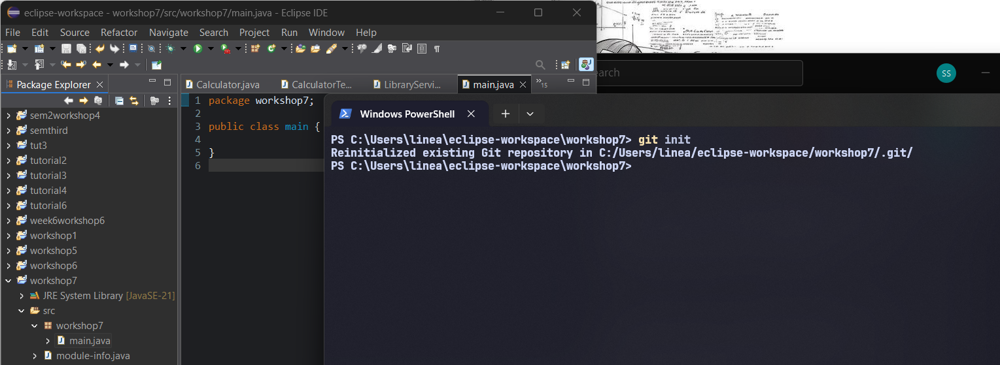 eclipse-workspace - workshop7/src/workshop7/main.java - Eclipse IDE
File Edit Source Refactor Navigate Search Project Run Window Help
earch
SS
Package Explorer
Calculator.java CalculatorTe... LibraryServi... main.java 15
sem2workshop4
semthird
tut3
tutorial2
tutorial3
tutorial4
tutorial6
week6workshop6
workshop1
workshop5
workshop6
workshop7
JRE System Library [JavaSE-21]
src
workshop7
main.java
module-info.java
1 package workshop7;
2
3 public class main {
4
5 }
6
Windows PowerShell
PS C:\Users\linea\eclipse-workspace\workshop7> git init
Reinitialized existing Git repository in C:/Users/linea/eclipse-workspace/workshop7/.git/
PS C:\Users\linea\eclipse-workspace\workshop7>